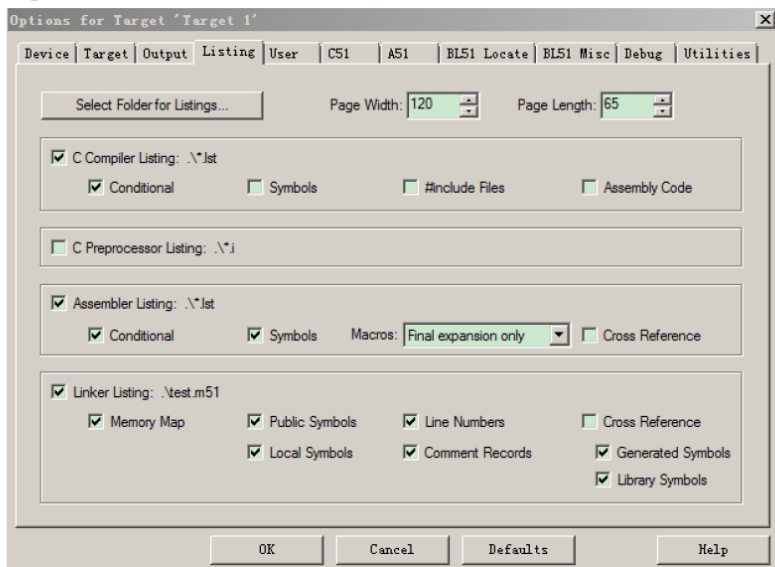 Options for Target 'Target 1'
Device Target Output Listing User C51 A51 BL51 Locate BL51 Misc Debug Utilities
Select Folder for Listings... Page Width: 120 Page Length: 65
C Compiler Listing: .\*.lst
Conditional Symbols #include Files Assembly Code
C Preprocessor Listing: .\*.i
Assembler Listing: .\*.lst
Conditional Symbols Macros: Final expansion only Cross Reference
Linker Listing: .\test.m51
Memory Map Public Symbols Line Numbers Cross Reference
Local Symbols Comment Records Generated Symbols
Library Symbols
OK Cancel Defaults Help